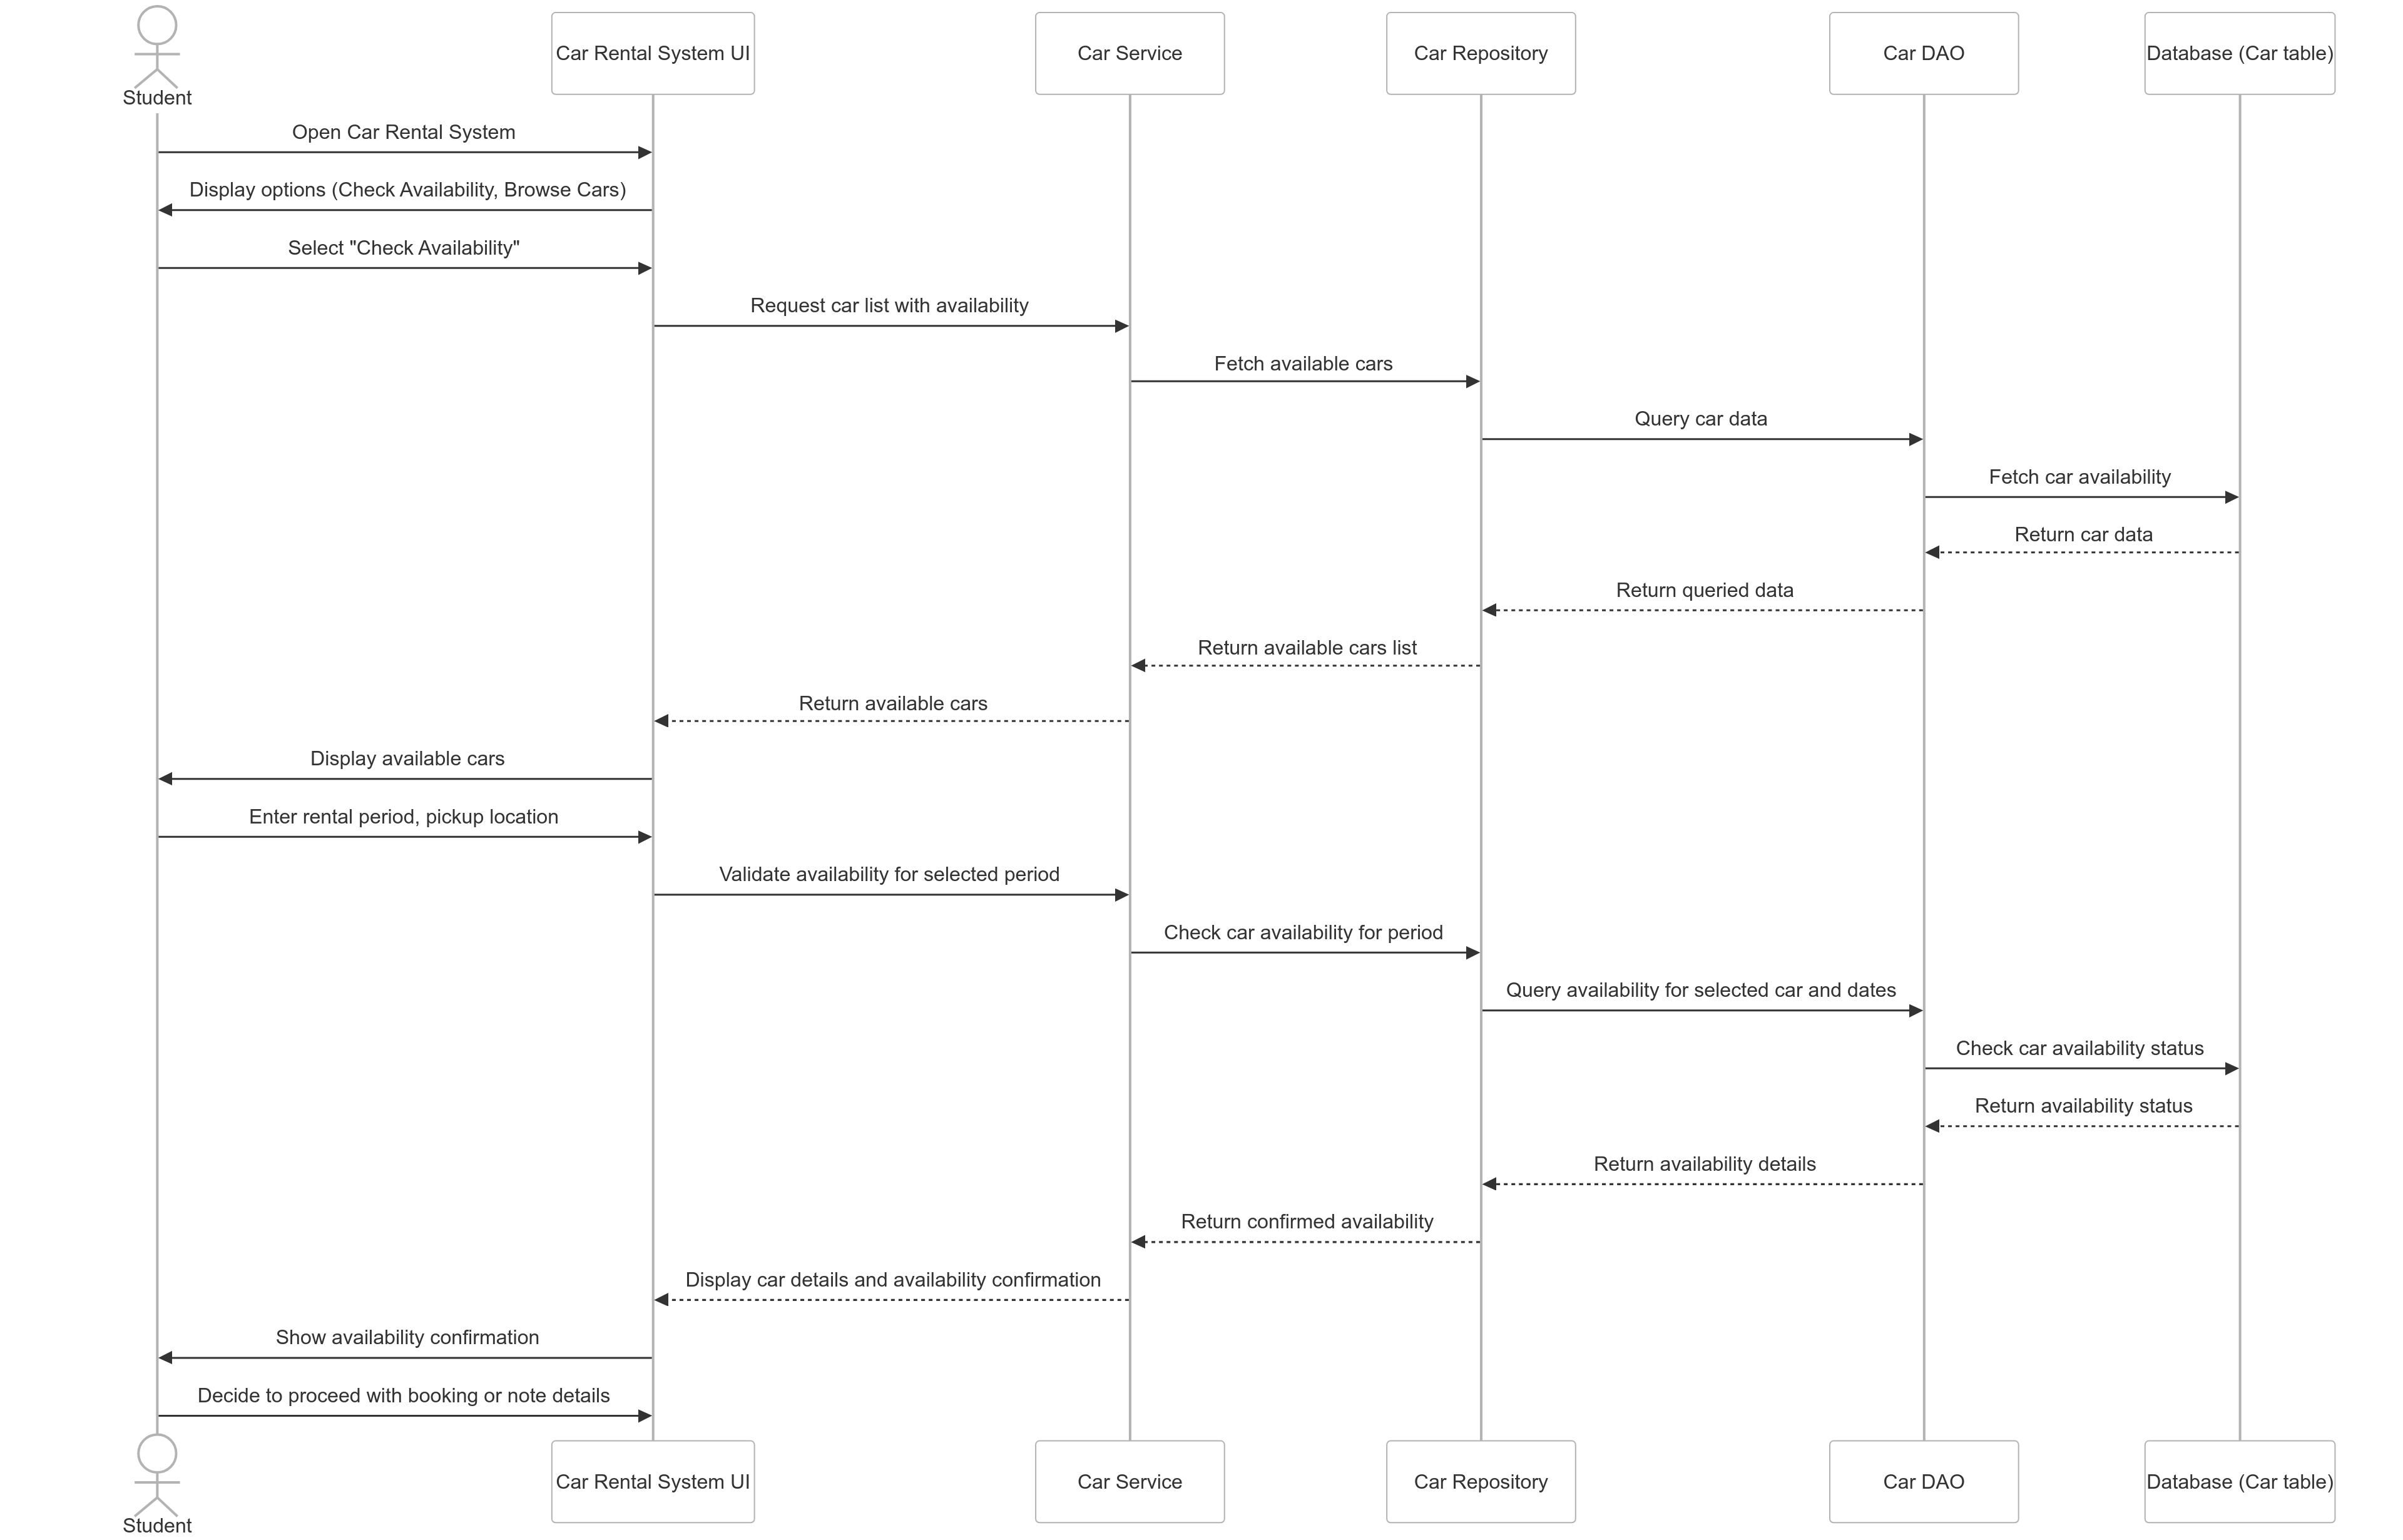 Student
Car Rental System UI
Car Service
Car Repository
Car DAO
Database (Car table)
Open Car Rental System
Display options (Check Availability, Browse Cars)
Select "Check Availability"
Request car list with availability
Fetch available cars
Query car data
Fetch car availability
Return car data
Return queried data
Return available cars list
Return available cars
Display available cars
Enter rental period, pickup location
Validate availability for selected period
Check car availability for period
Query availability for selected car and dates
Check car availability status
Return availability status
Return availability details
Return confirmed availability
Display car details and availability confirmation
Show availability confirmation
Decide to proceed with booking or note details
Student
Car Rental System UI
Car Service
Car Repository
Car DAO
Database (Car table)